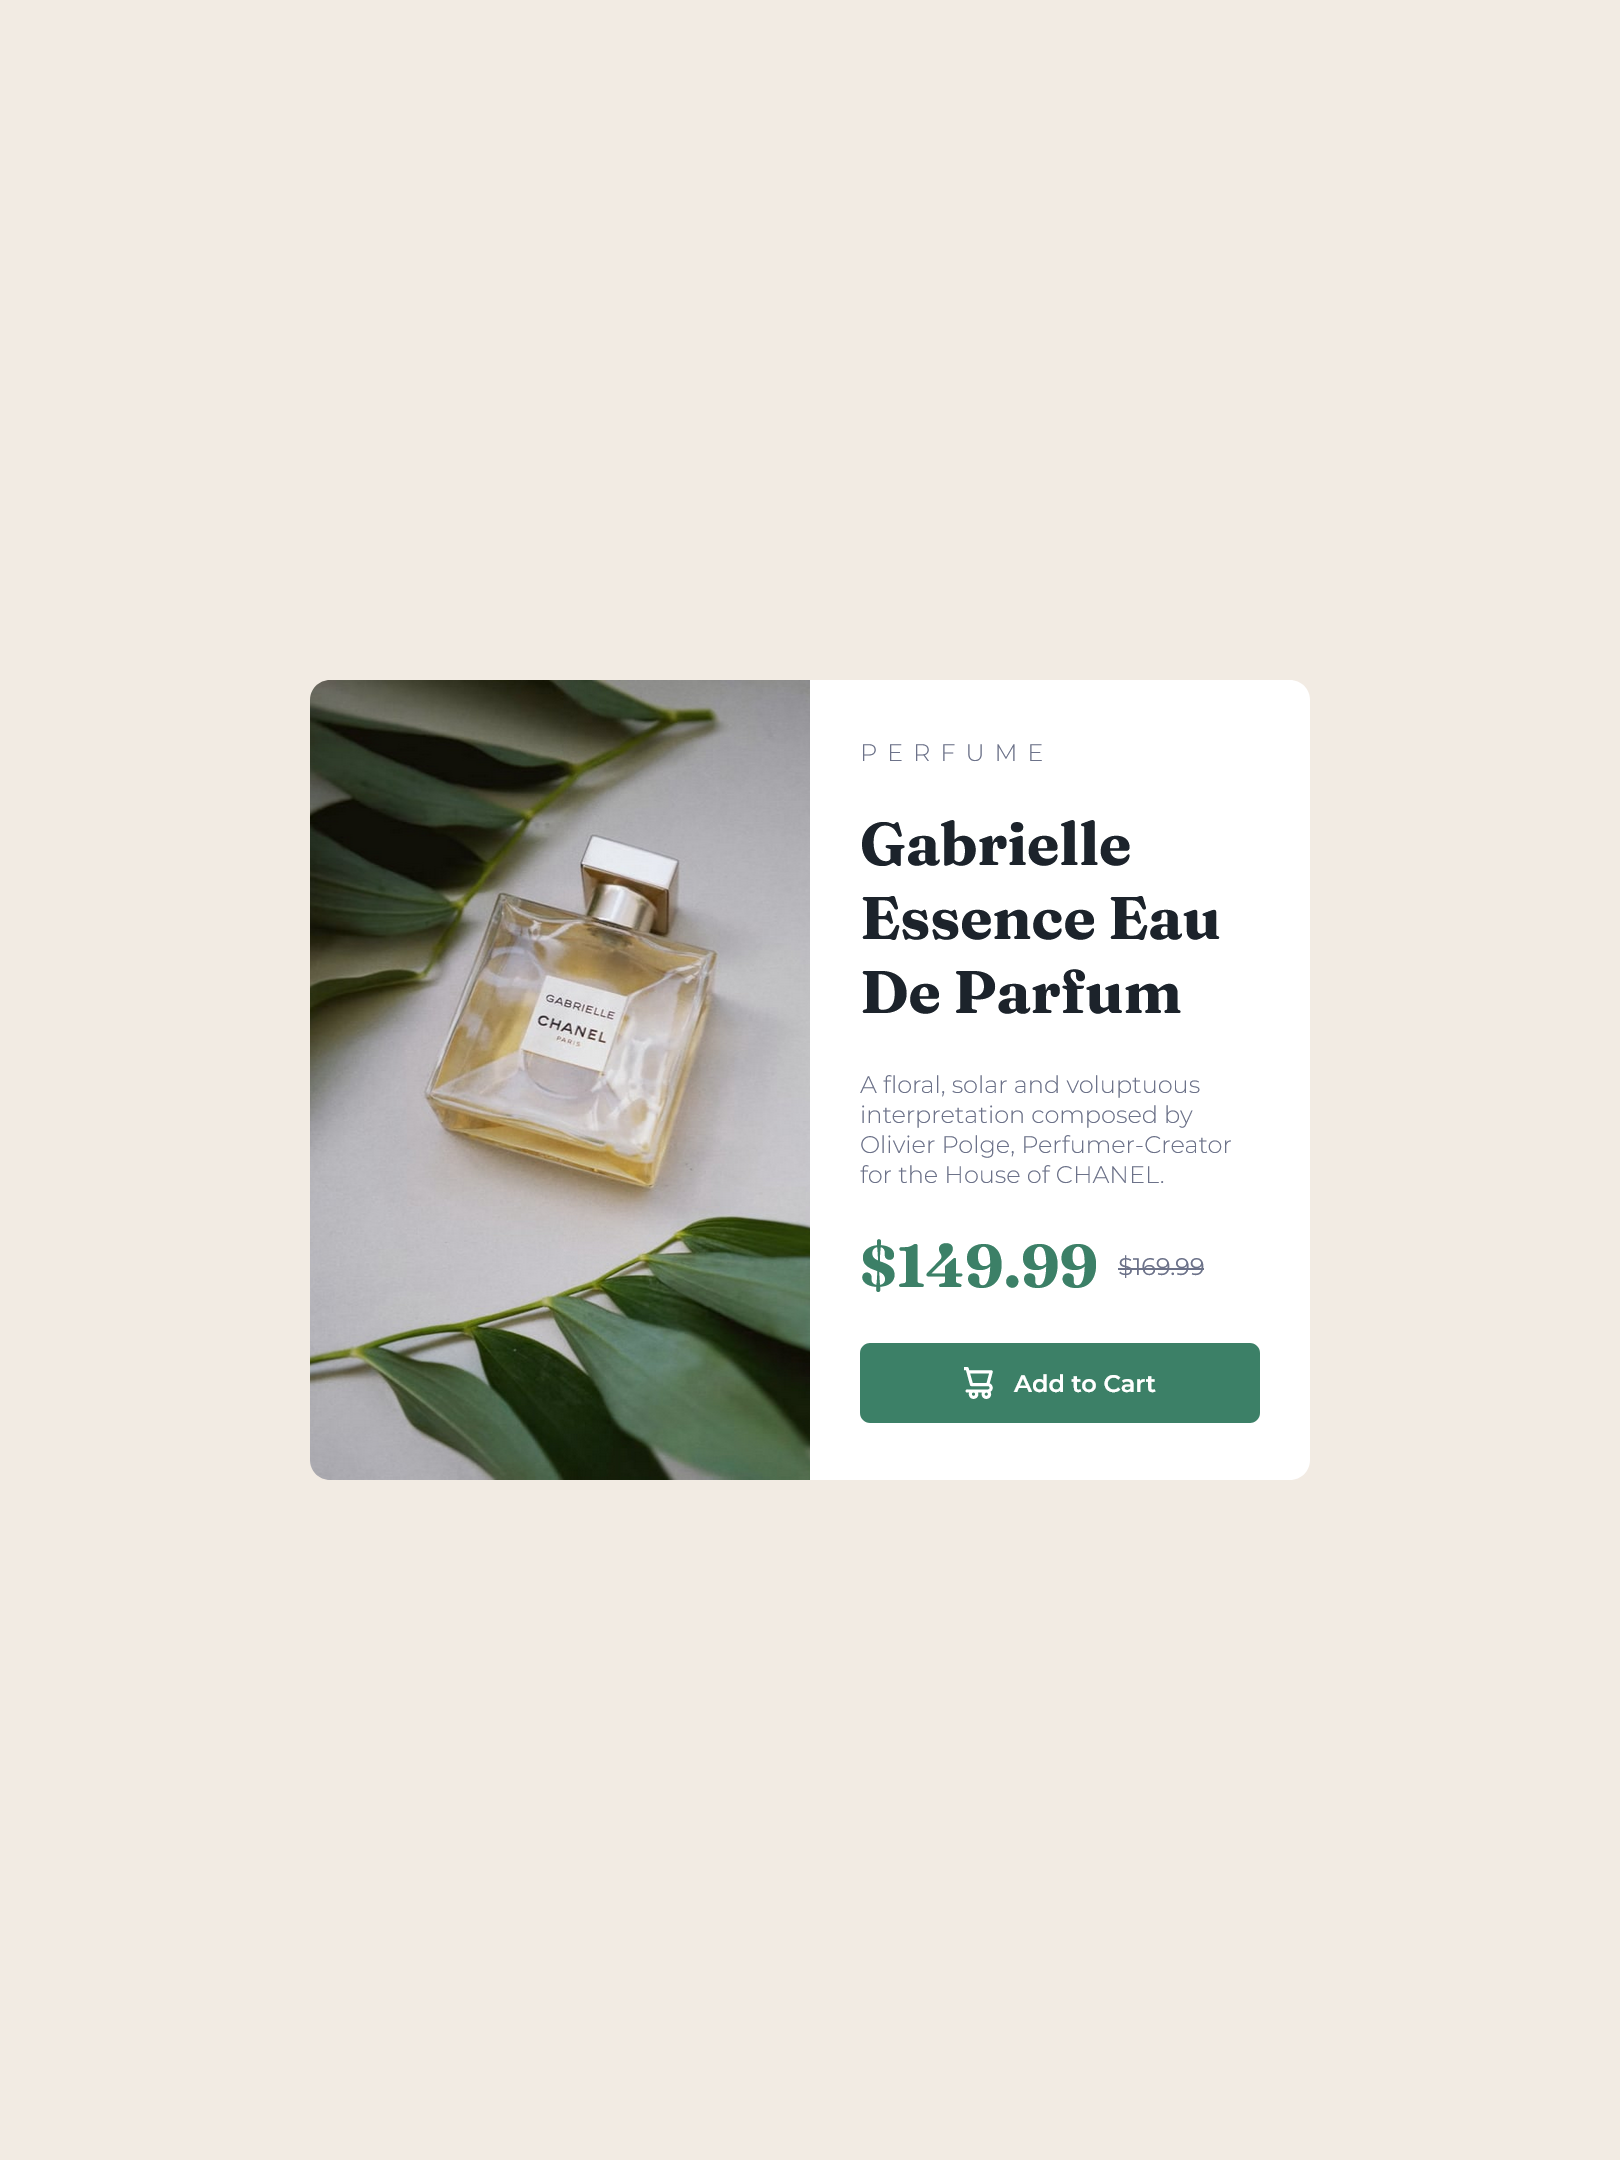 GABRIELLE
CHANEL
PARIS
PERFUME
Gabrielle
Essence Eau
De Parfum
A floral, solar and voluptuous
interpretation composed by
Olivier Polge, Perfumer-Creator
for the House of CHANEL.
$149.99 $169.99
Add to Cart